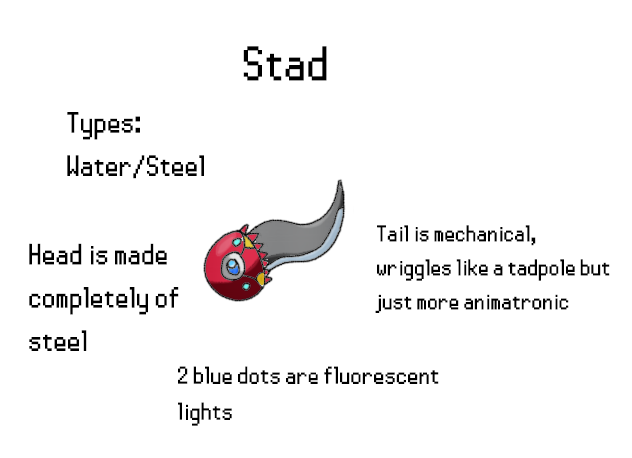 Stad
Types:
Water/Steel
Head is made
completely of
steel
Tail is mechanical,
wriggles like a tadpole but
just more animatronic
2 blue dots are fluorescent
lights